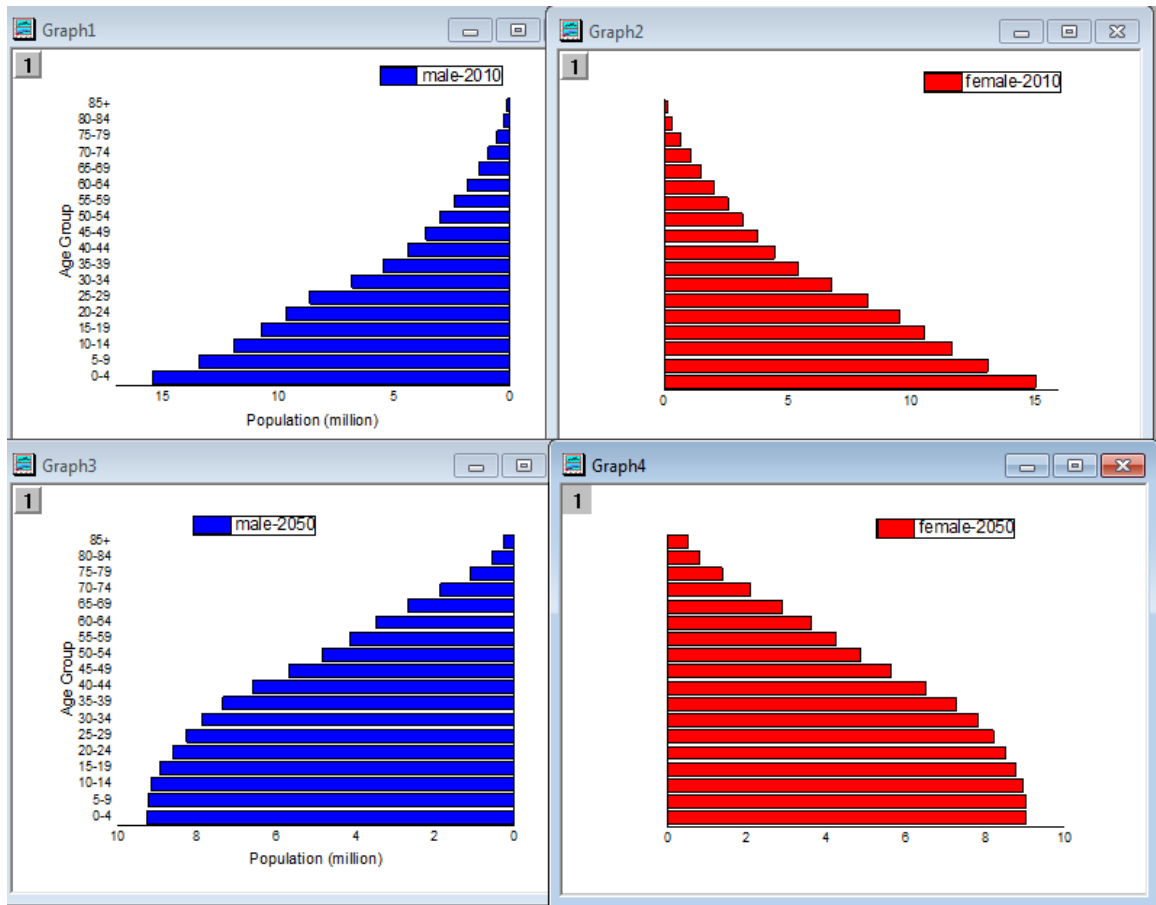 Graph1
1
male-2010
85+
80-84
75-79
70-74
65-69
60-64
55-59
50-54
45-49
40-44
35-39
30-34
25-29
20-24
15-19
10-14
5-9
0-4
Age Group
15 10 5 0
Population (million)
Graph2
1
female-2010
0 5 10 15
Graph3
1
male-2050
85+
80-84
75-79
70-74
65-69
60-64
55-59
50-54
45-49
40-44
35-39
30-34
25-29
20-24
15-19
10-14
5-9
0-4
Age Group
10 8 6 4 2 0
Population (million)
Graph4
1
female-2050
0 2 4 6 8 10